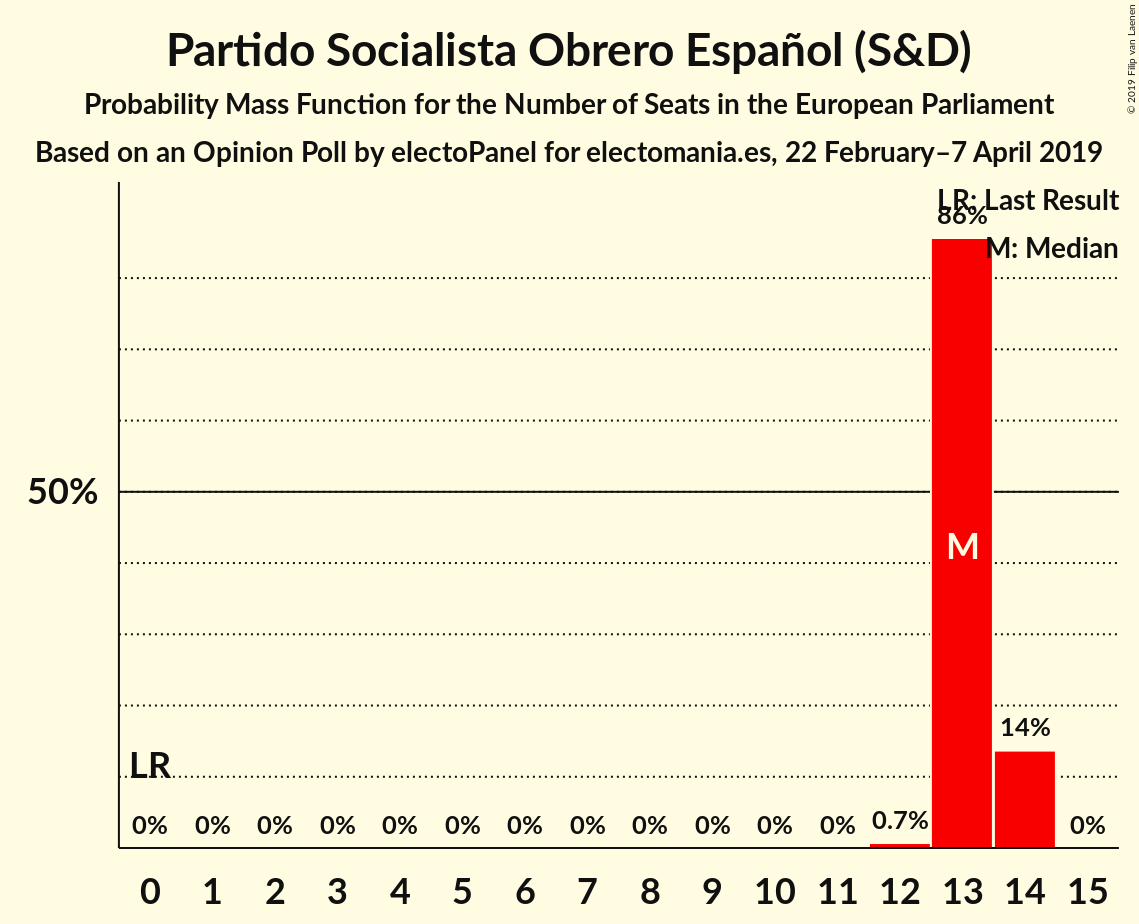 Partido Socialista Obrero Español (S&D)
Probability Mass Function for the Number of Seats in the European Parliament
Based on an Opinion Poll by electoPanel for electomania.es, 22 February–7 April 2019
© 2019 Filip van Laenen
LR: Last Result
86%
M: Median
50%
M
14%
LR
0% 0% 0% 0% 0% 0% 0% 0% 0% 0% 0% 0% 0.7% 0%
0 1 2 3 4 5 6 7 8 9 10 11 12 13 14 15